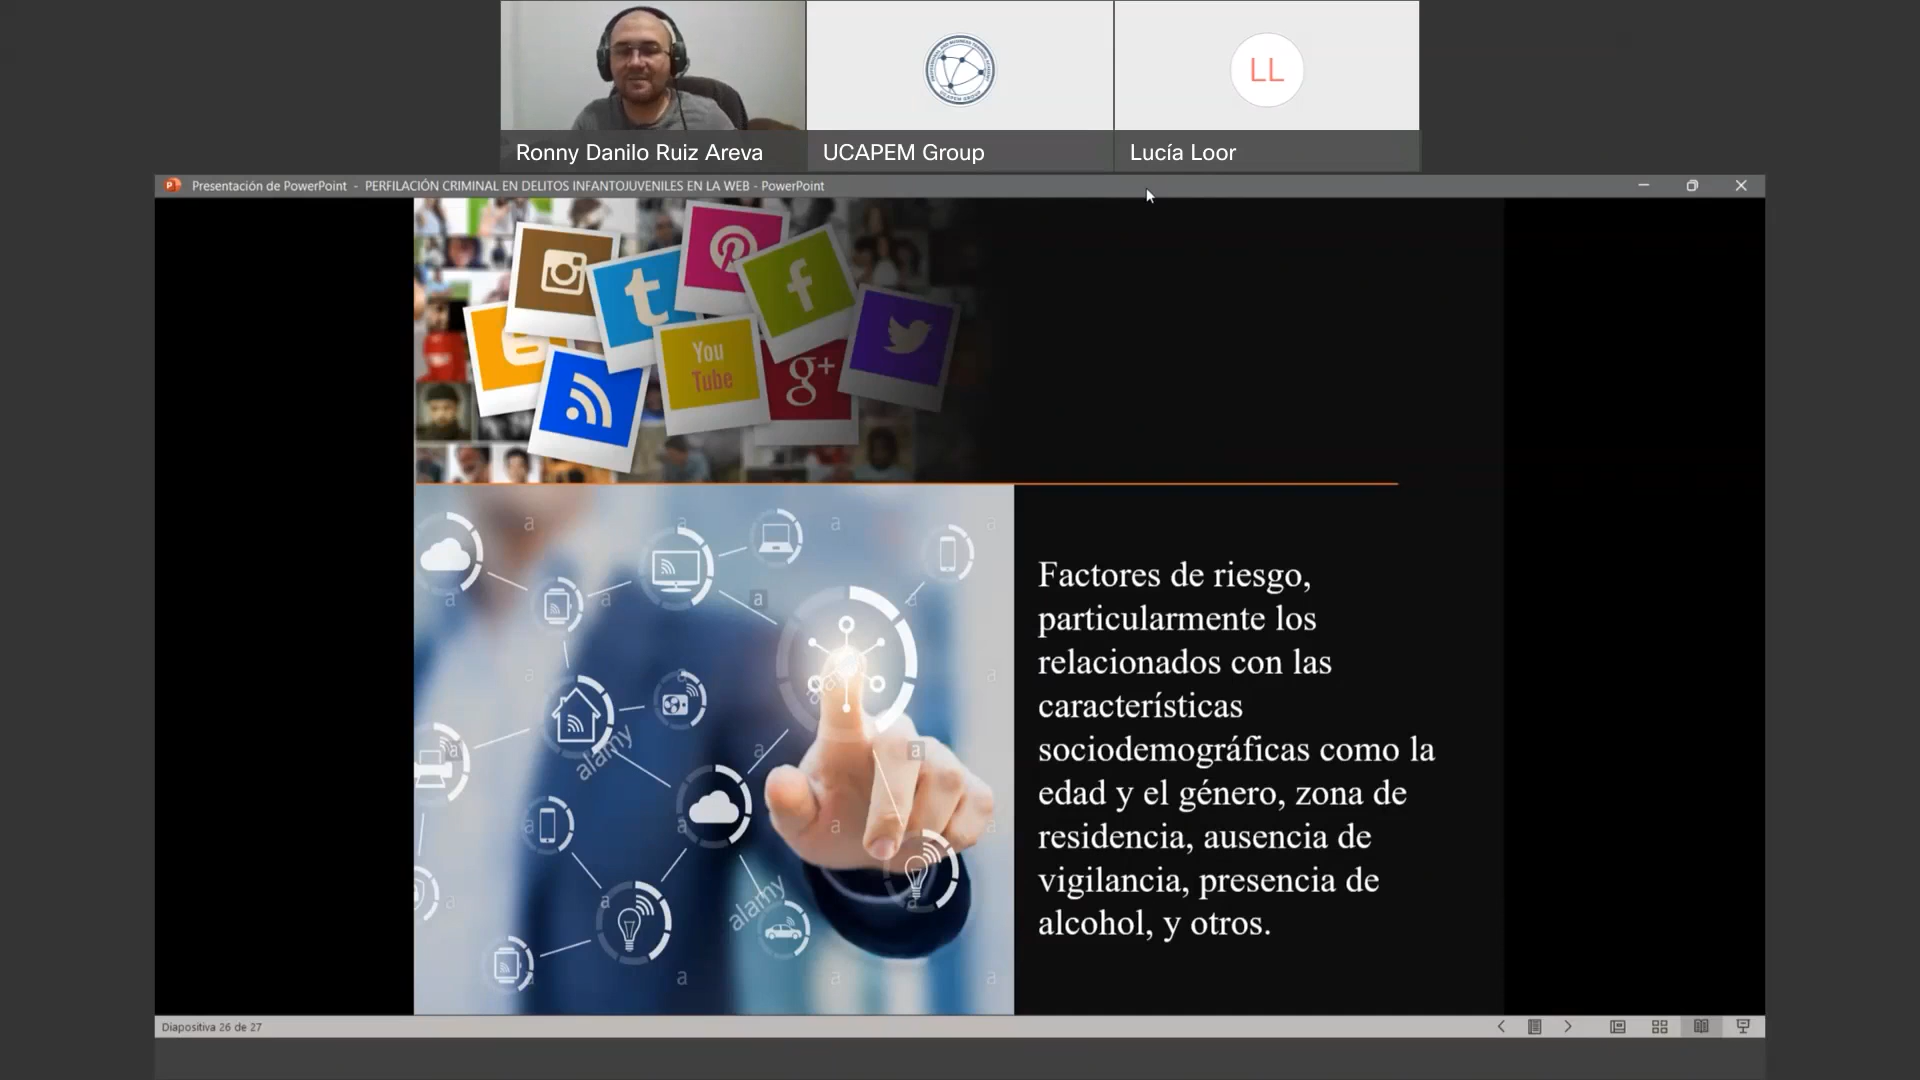 LL
Ronny Danilo Ruiz Areva
UCAPEM Group
Lucía Loor
Presentación de PowerPoint - PERFILACIÓN CRIMINAL EN DELITOS INFANTOJUVENILES EN LA WEB - PowerPoint
You
Tube
g+
Factores de riesgo,
particularmente los
relacionados con las
características
sociodemográficas como la
edad y el género, zona de
residencia, ausencia de
vigilancia, presencia de
alcohol, y otros.
alamy
alamy
Diapositiva 26 de 27